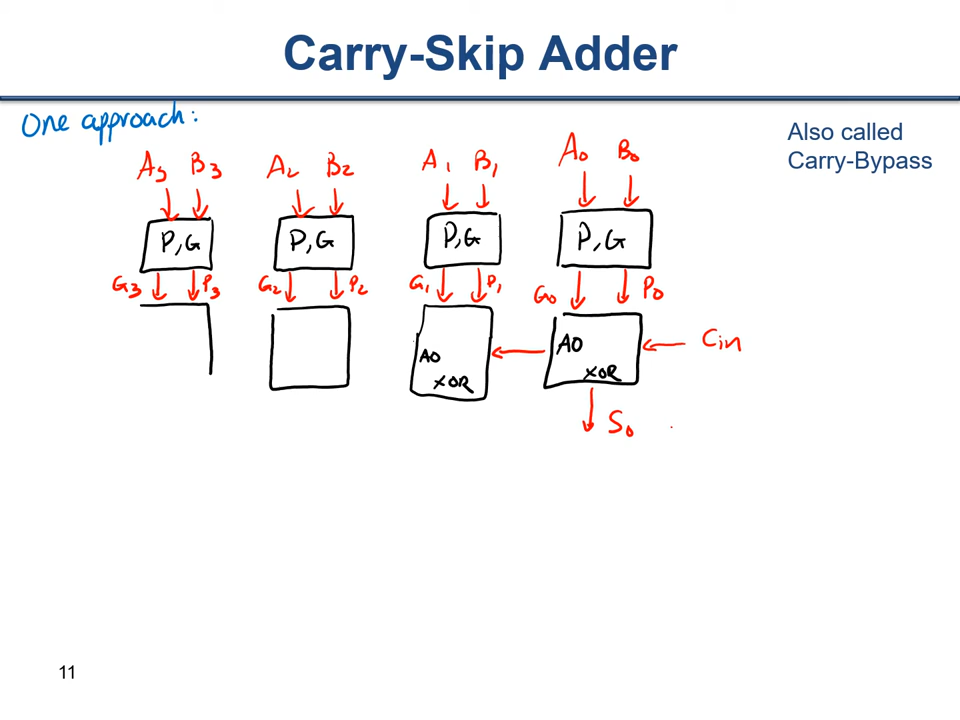 Carry-Skip Adder
One approach:
Also called
Carry-Bypass
A3 B3 A2 B2 A1 B1 A0 B0
P,G P,G P,G P,G
G3 P3 G2 P2 G1 P1 G0 P0
AO XOR AO XOR Cin
S0
11